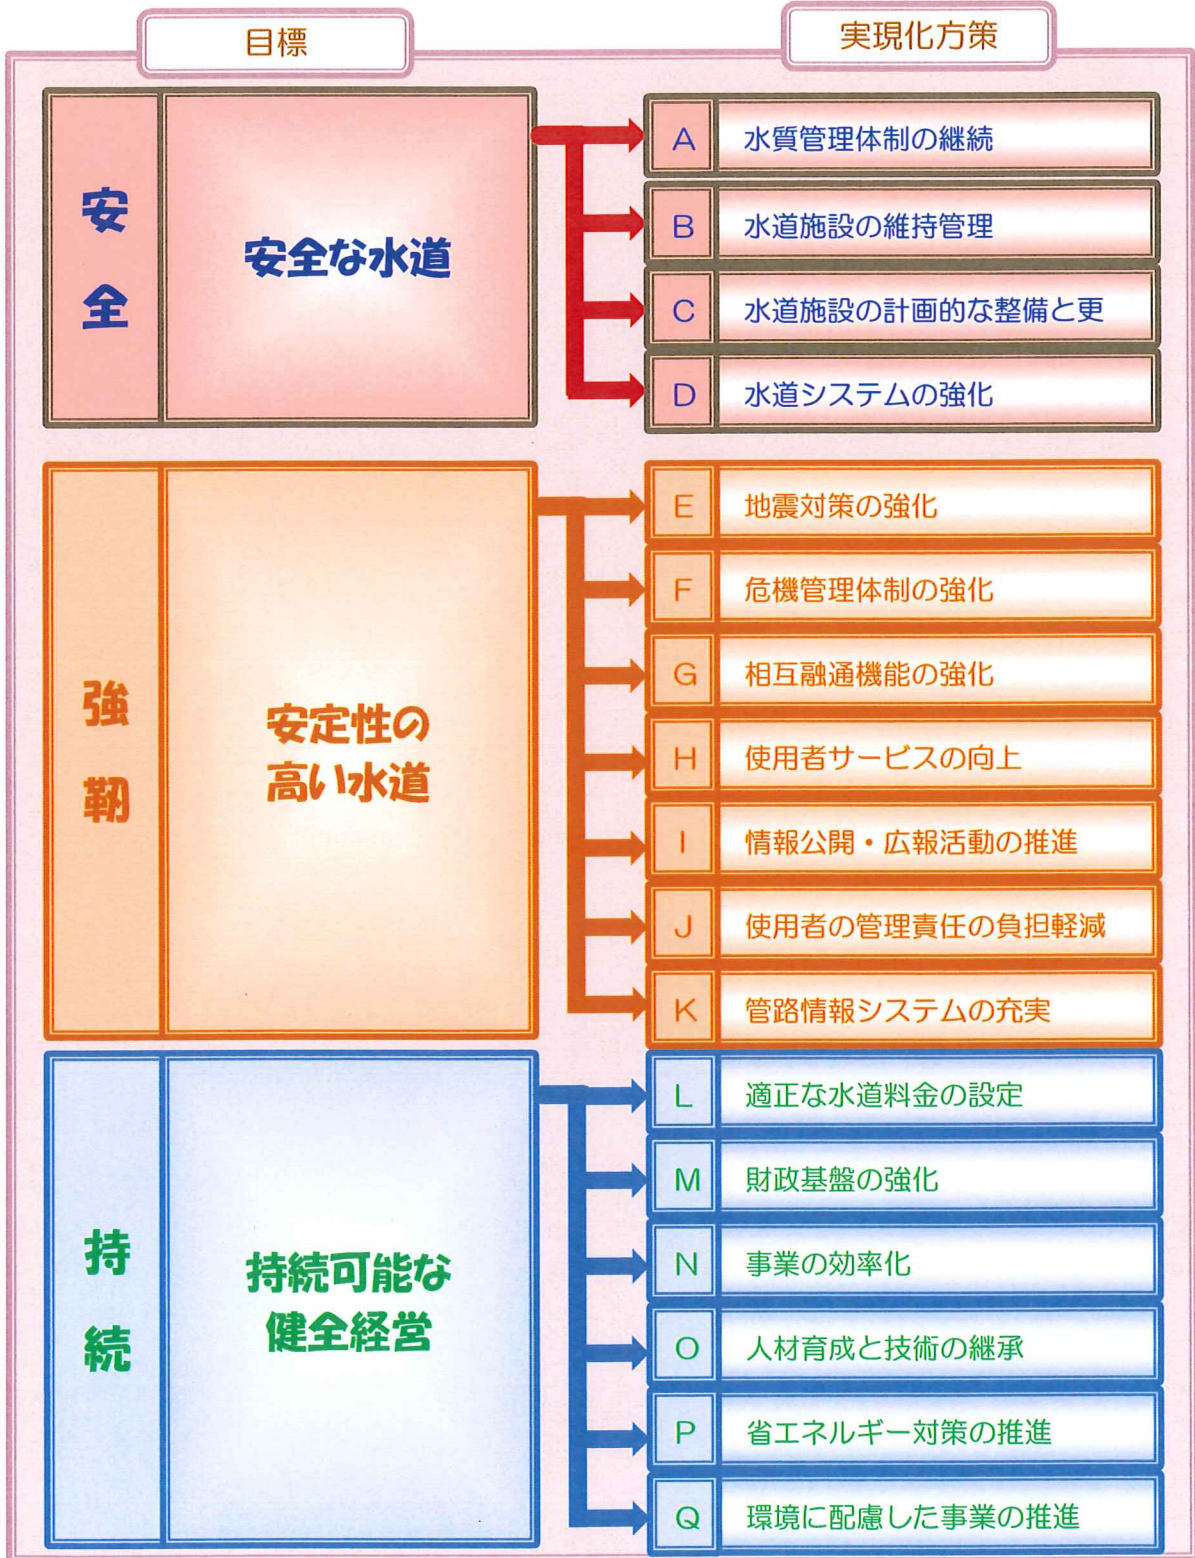 目標
実現化方策
安全
安全な水道
A 水質管理体制の継続
B 水道施設の維持管理
C 水道施設の計画的な整備と更
D 水道システムの強化
強靭
安定性の
高い水道
E 地震対策の強化
F 危機管理体制の強化
G 相互融通機能の強化
H 使用者サービスの向上
I 情報公開・広報活動の推進
J 使用者の管理責任の負担軽減
K 管路情報システムの充実
持続
持続可能な
健全経営
L 適正な水道料金の設定
M 財政基盤の強化
N 事業の効率化
O 人材育成と技術の継承
P 省エネルギー対策の推進
Q 環境に配慮した事業の推進